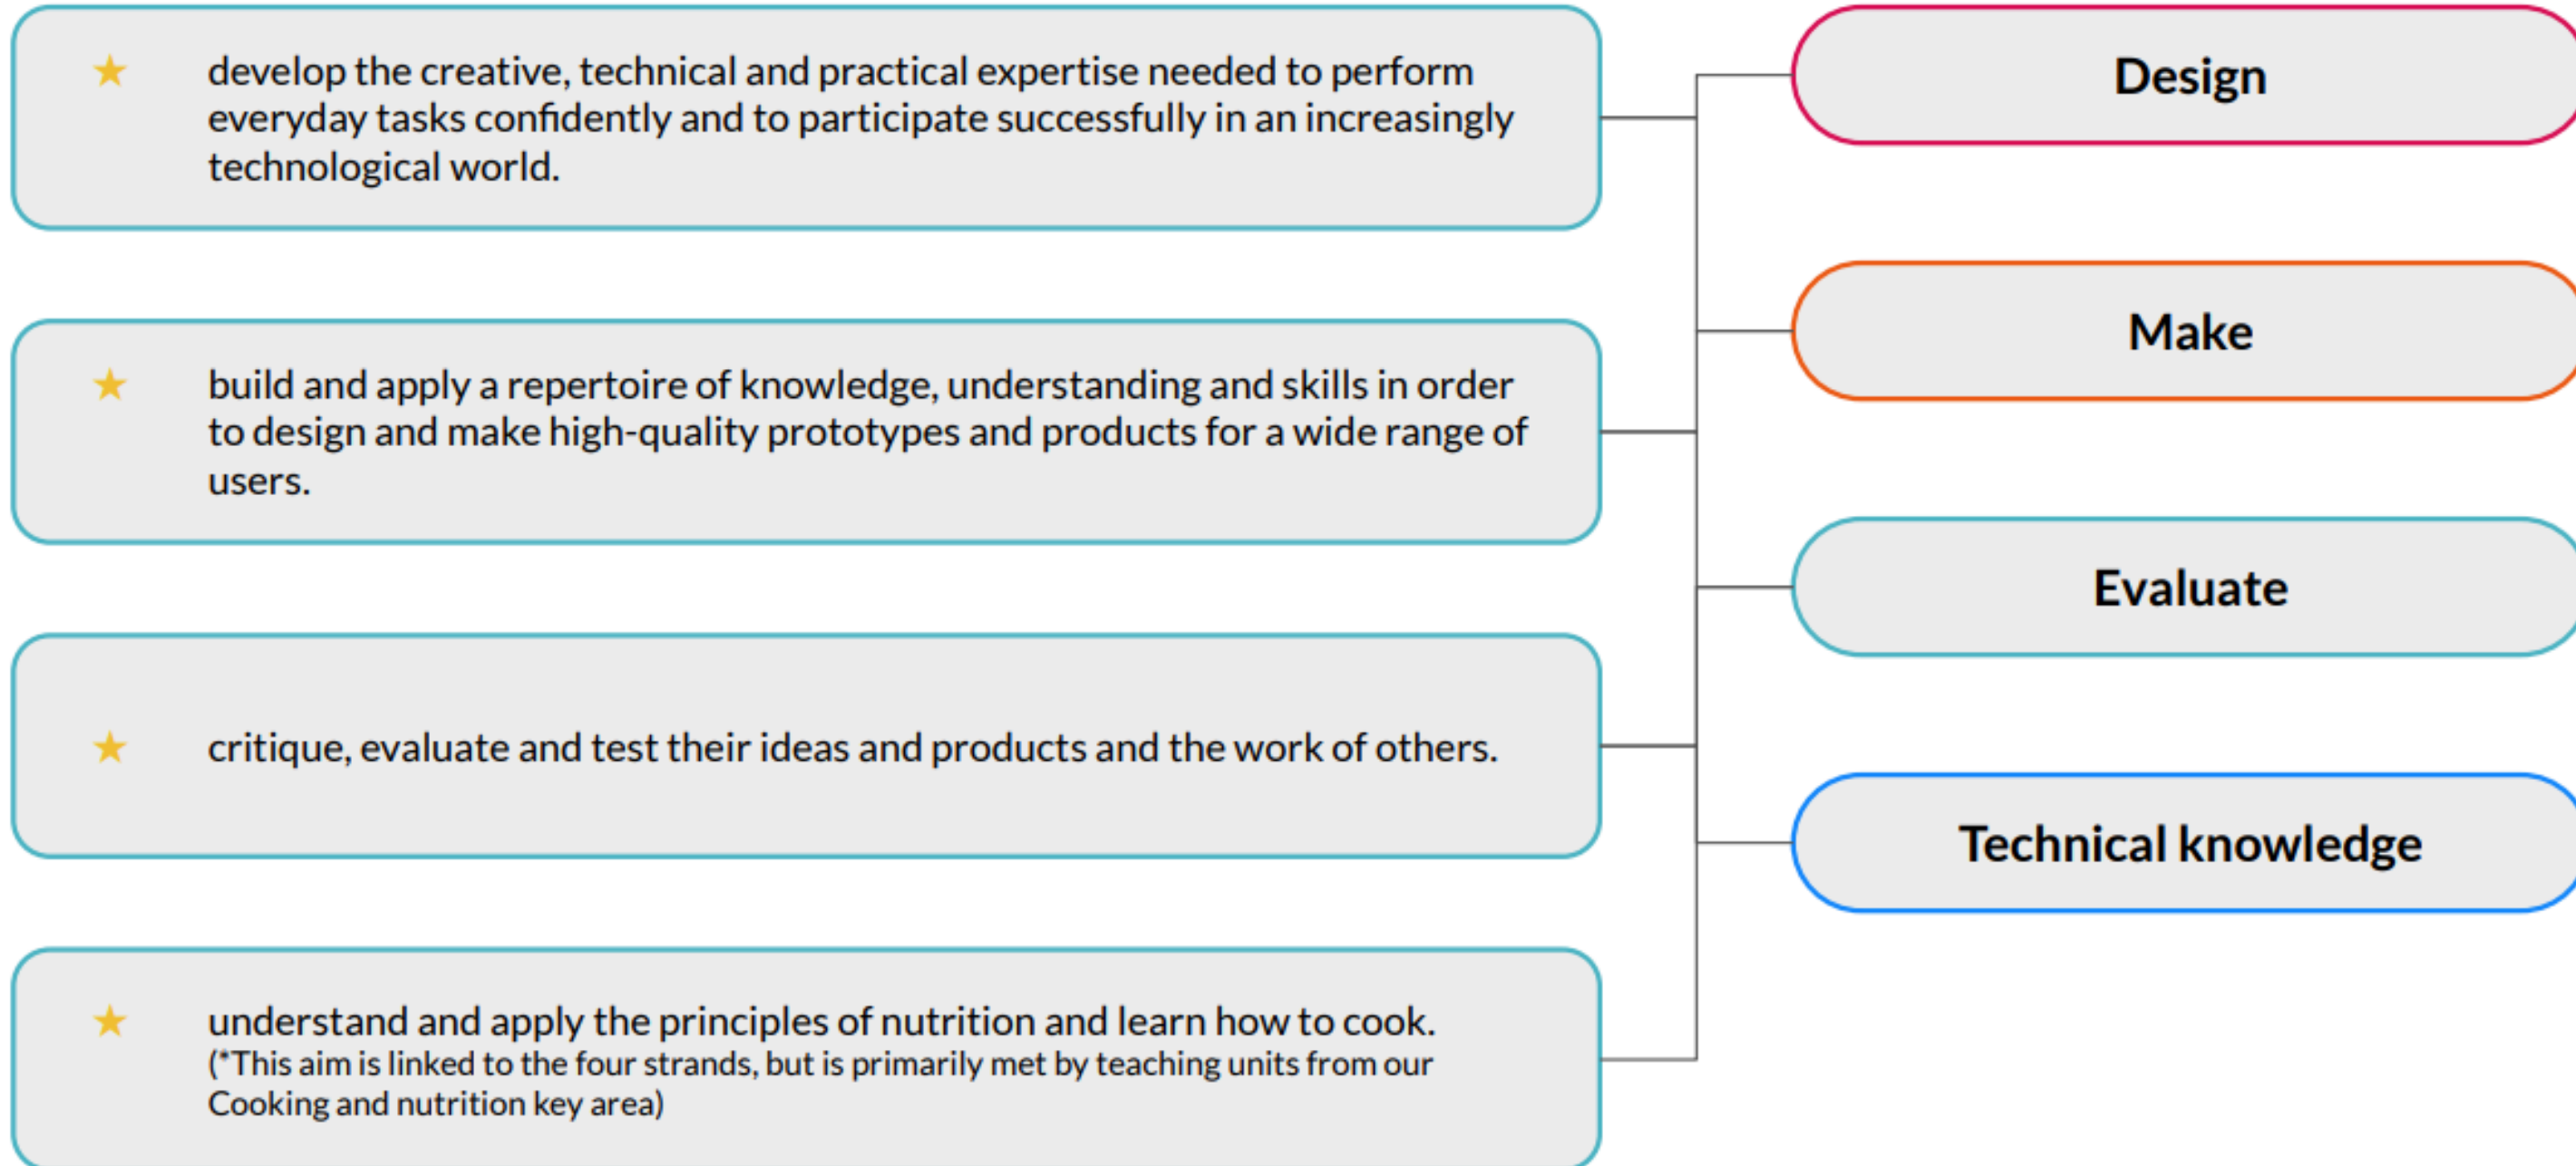 develop the creative, technical and practical expertise needed to perform
everyday tasks confidently and to participate successfully in an increasingly
technological world.
build and apply a repertoire of knowledge, understanding and skills in order
to design and make high-quality prototypes and products for a wide range of
users.
critique, evaluate and test their ideas and products and the work of others.
understand and apply the principles of nutrition and learn how to cook.
(*This aim is linked to the four strands, but is primarily met by teaching units from our
Cooking and nutrition key area)
Design
Make
Evaluate
Technical knowledge